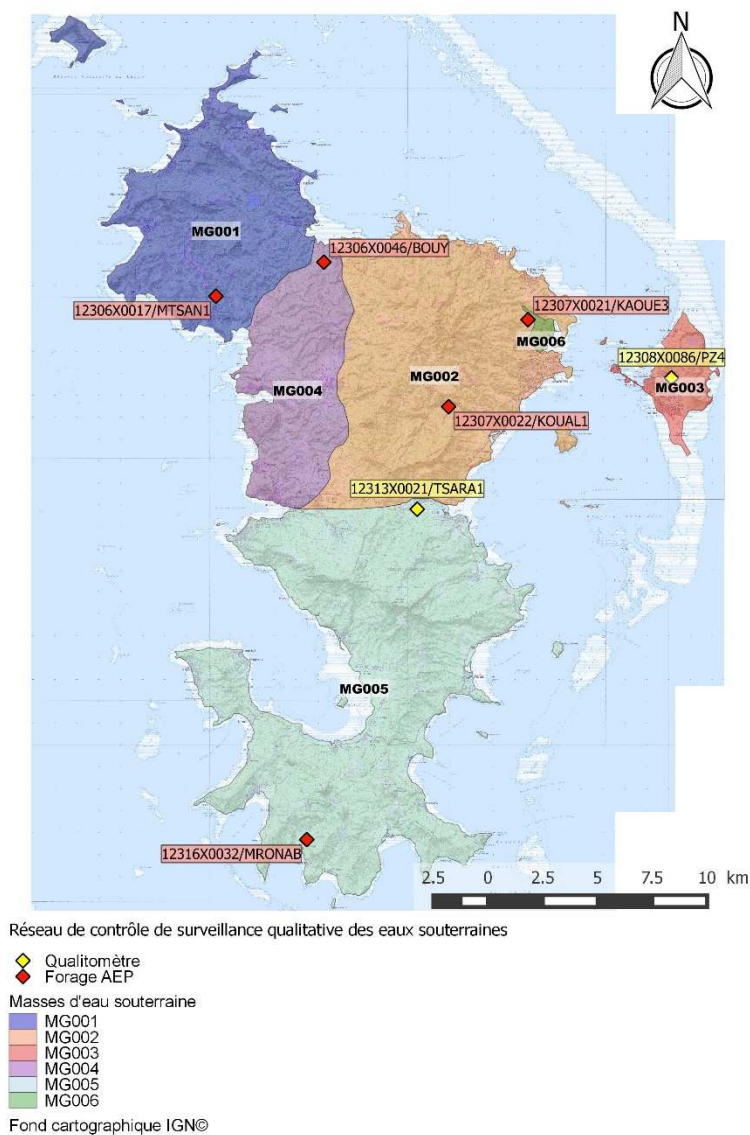 N
MG001
12306X0046/BOUY
12306X0017/MTSAN1
12307X0021/KAOUE3
MG006
12308X0086/PZ4
MG002
MG003
MG004
12307X0022/KOUAL1
12313X0021/TSARA1
MG005
12316X0032/MRONAB
2.5 0 2.5 5 7.5 10 km
Réseau de contrôle de surveillance qualitative des eaux souterraines
Qualitomètre
Forage AEP
Masses d'eau souterraine
MG001
MG002
MG003
MG004
MG005
MG006
Fond cartographique IGN©